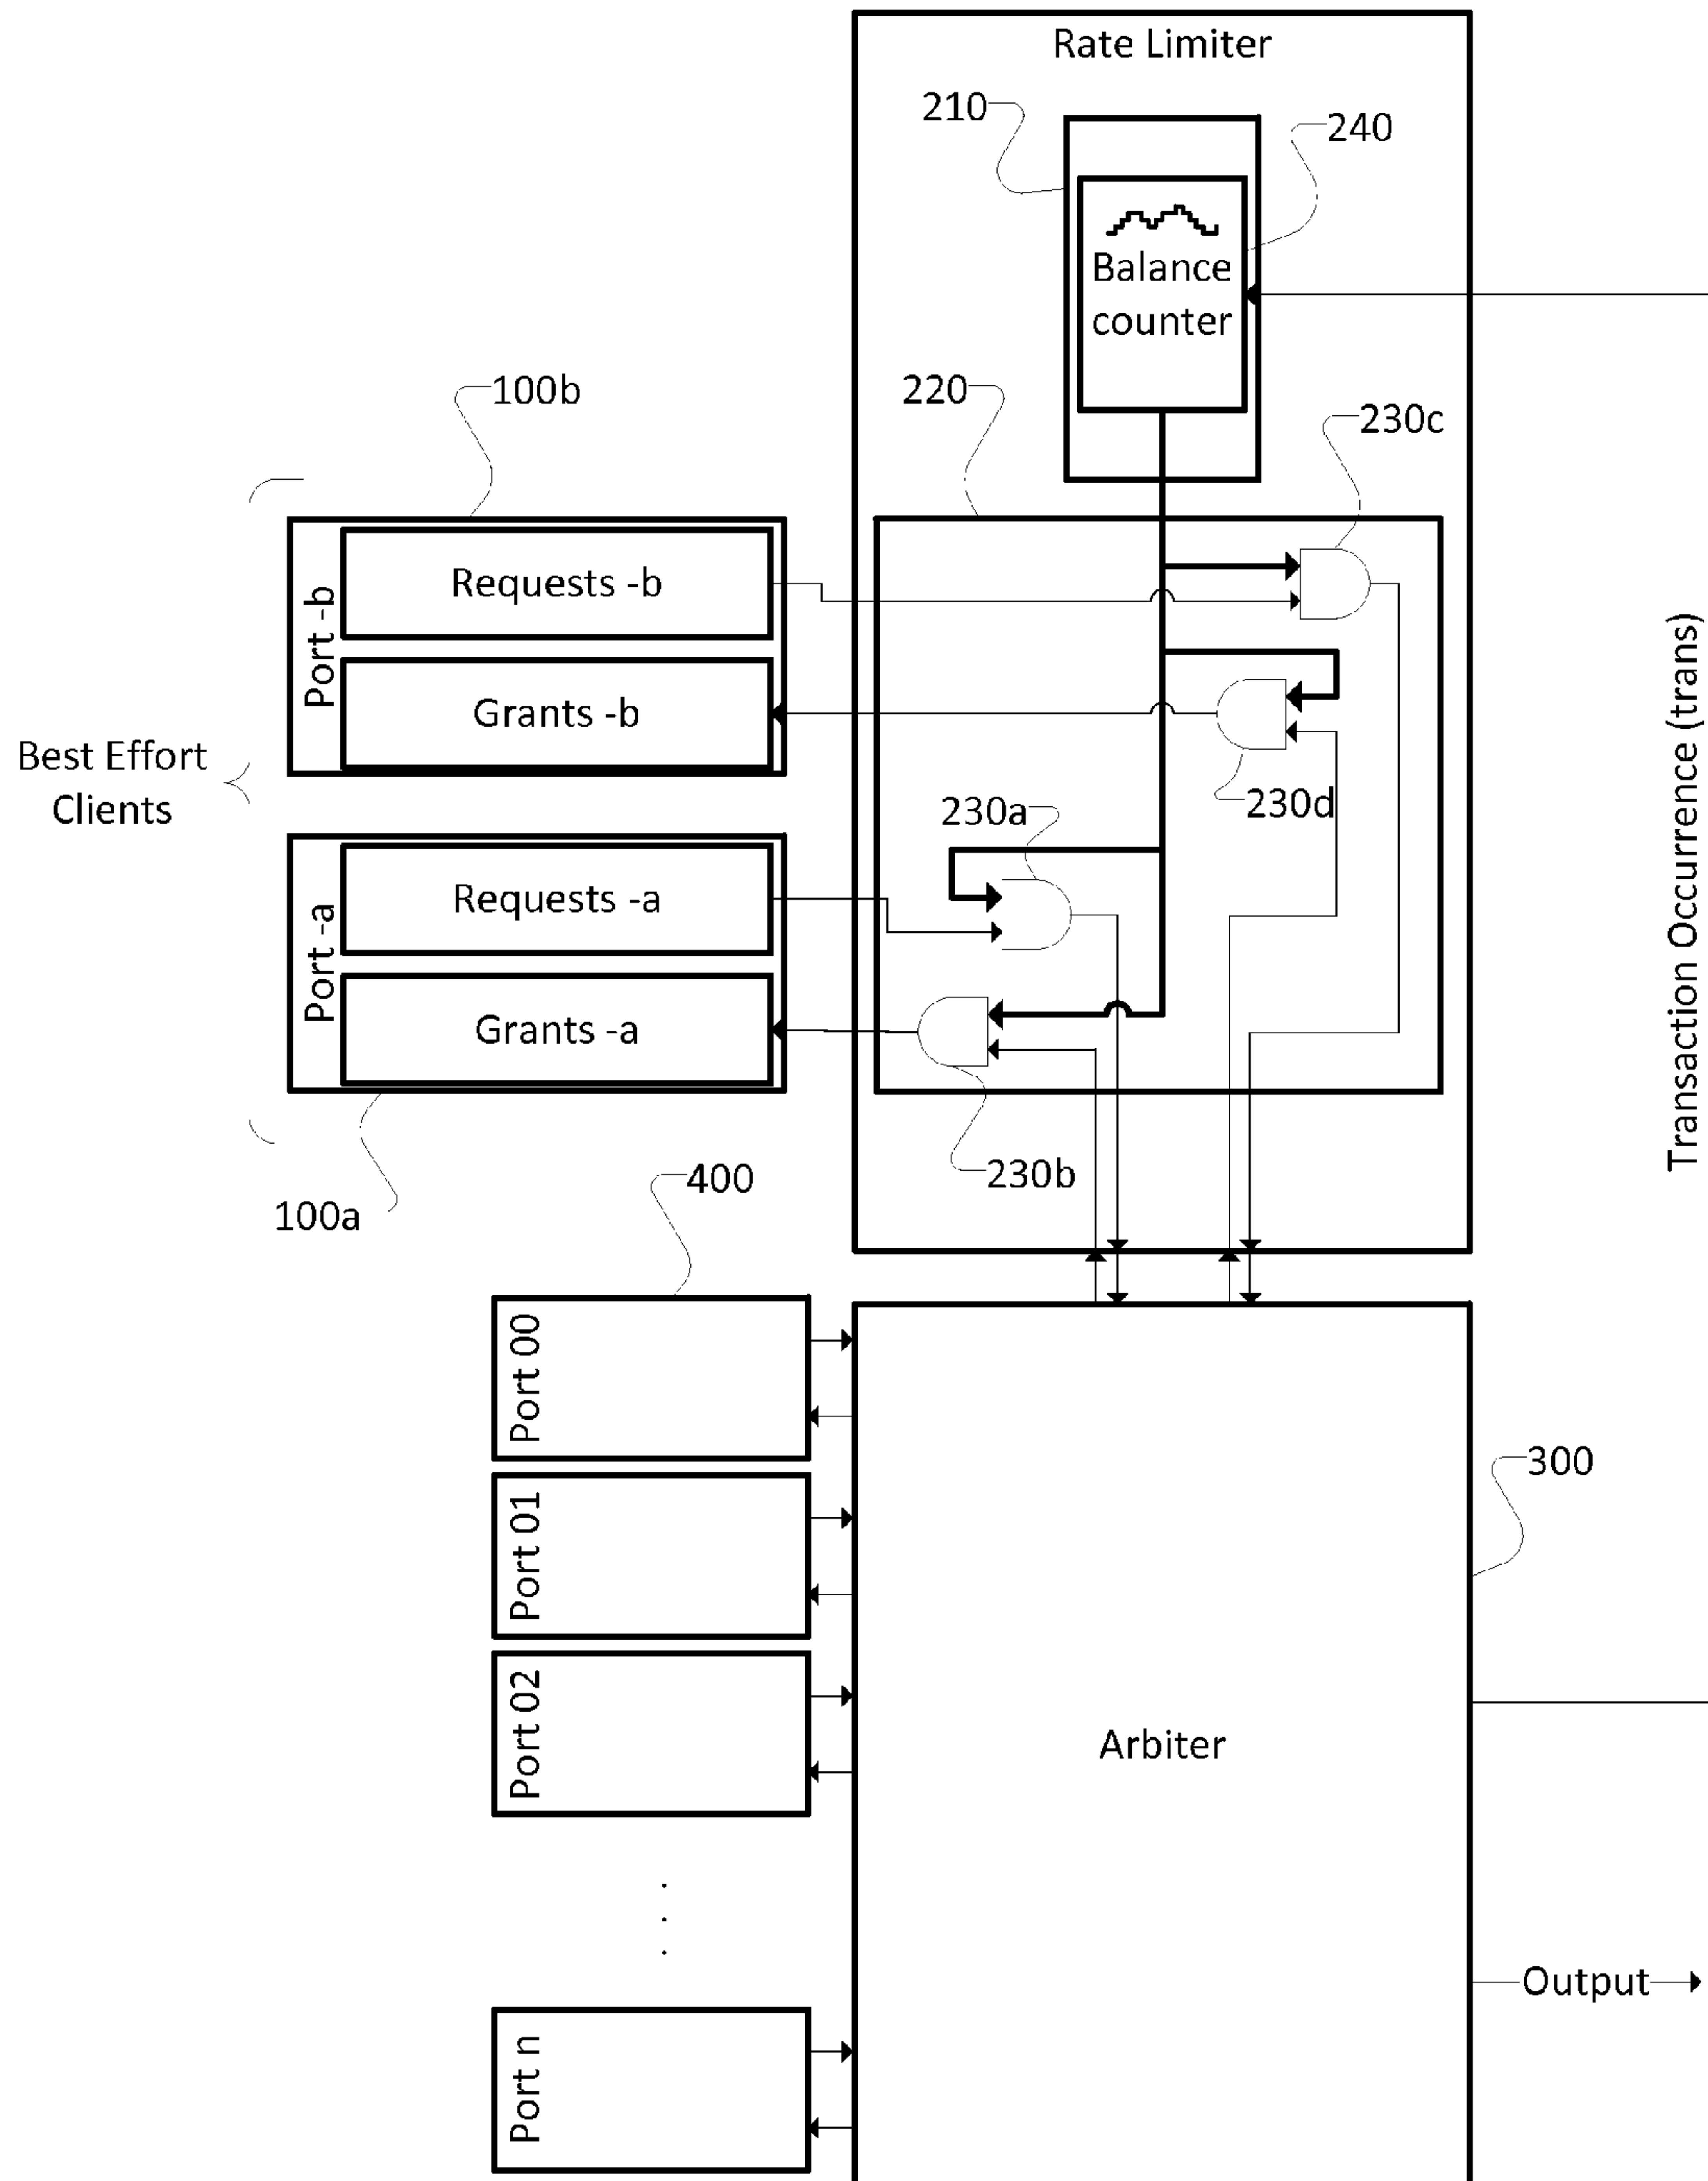 Rate Limiter
210
240
Balance
counter
100b
220
230c
Port -b
Requests -b
Grants -b
230d
Best Effort
Clients
230a
Port -a
Requests -a
Grants -a
230b
100a
400
Transaction Occurrence (trans)
Port 00
Port 01
300
Port 02
Arbiter
.
.
.
Output
Port n